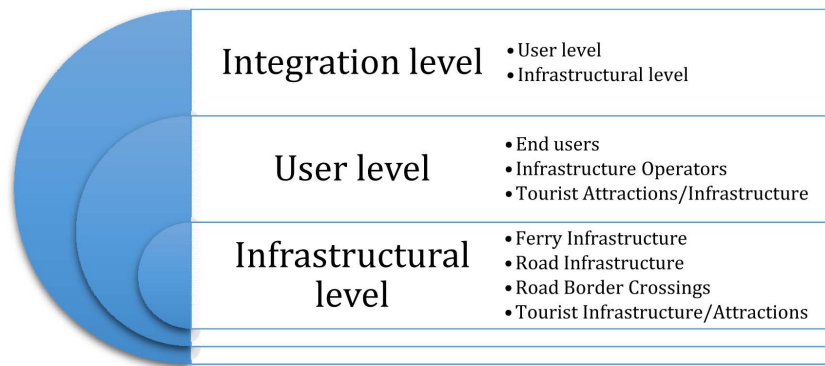 Integration level
• User level
• Infrastructural level
User level
• End users
• Infrastructure Operators
• Tourist Attractions/Infrastructure
Infrastructural
level
• Ferry Infrastructure
• Road Infrastructure
• Road Border Crossings
• Tourist Infrastructure/Attractions